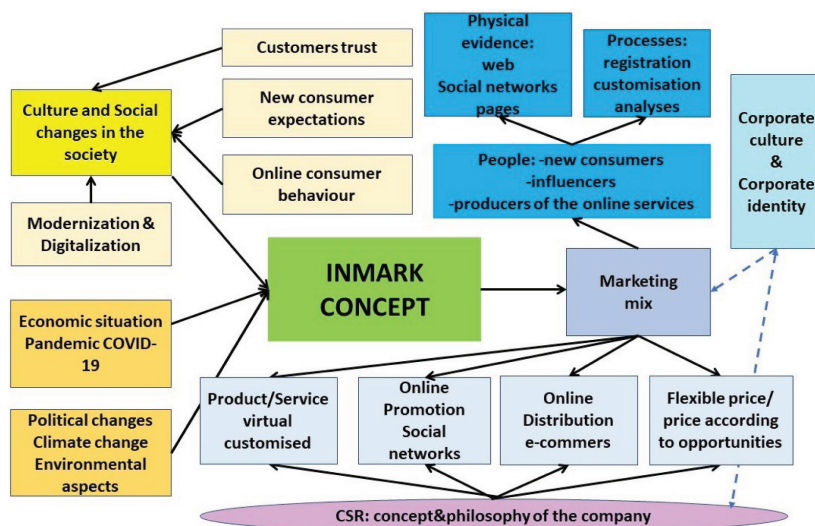 Customers trust
Culture and Social
changes in the
society
New consumer
expectations
Online consumer
behaviour
Modernization &
Digitalization
Economic situation
Pandemic COVID-
19
Political changes
Climate change
Environmental
aspects
INMARK
CONCEPT
Physical
evidence:
web
Social networks
pages
Processes:
registration
customisation
analyses
People: -new consumers
-influencers
-producers of the online services
Corporate
culture
&
Corporate
identity
Marketing
mix
Product/Service
virtual
customised
Online
Promotion
Social
networks
Online
Distribution
e-commers
Flexible price/
price according
to opportunities
CSR: concept&philosophy of the company